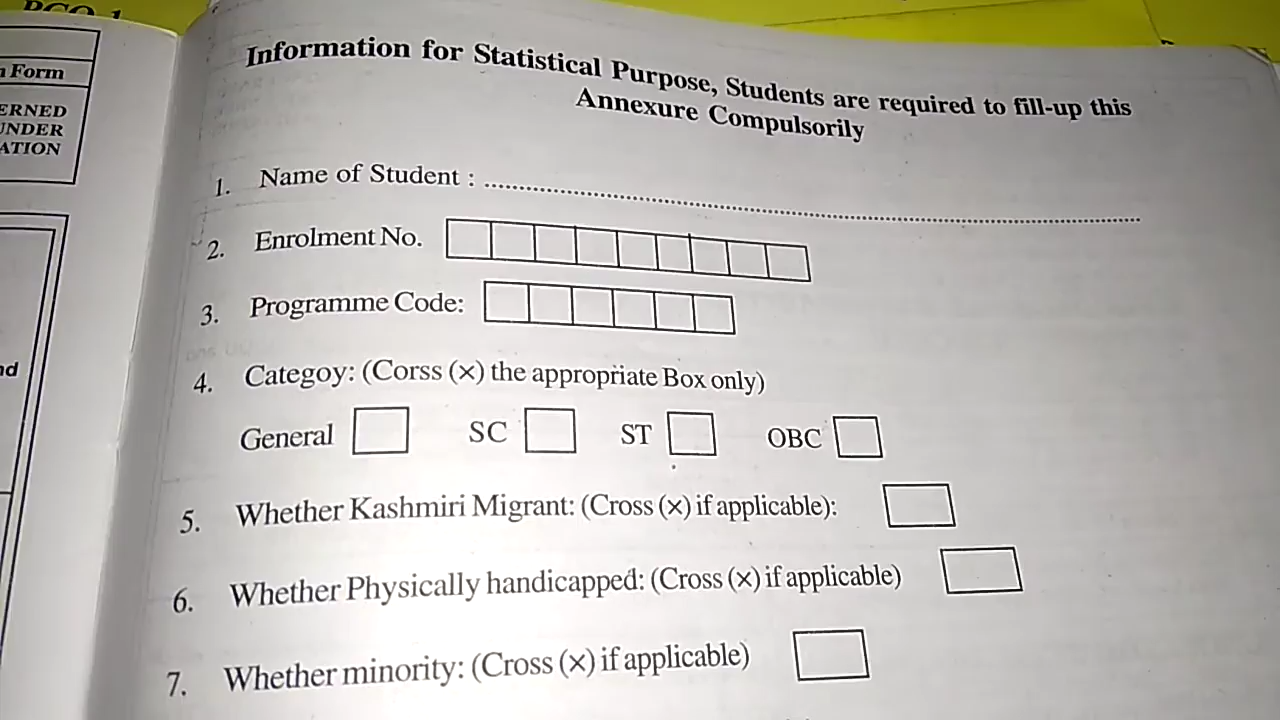 Form
ERNED
UNDER
ATION
nd
Information for Statistical Purpose, Students are required to fill-up this
Annexure Compulsorily
1. Name of Student : ....................................................................................
2. Enrolment No.
3. Programme Code:
4. Categoy: (Corss (×) the appropriate Box only)
General SC ST OBC
5. Whether Kashmiri Migrant: (Cross (×) if applicable):
6. Whether Physically handicapped: (Cross (×) if applicable)
7. Whether minority: (Cross (×) if applicable)